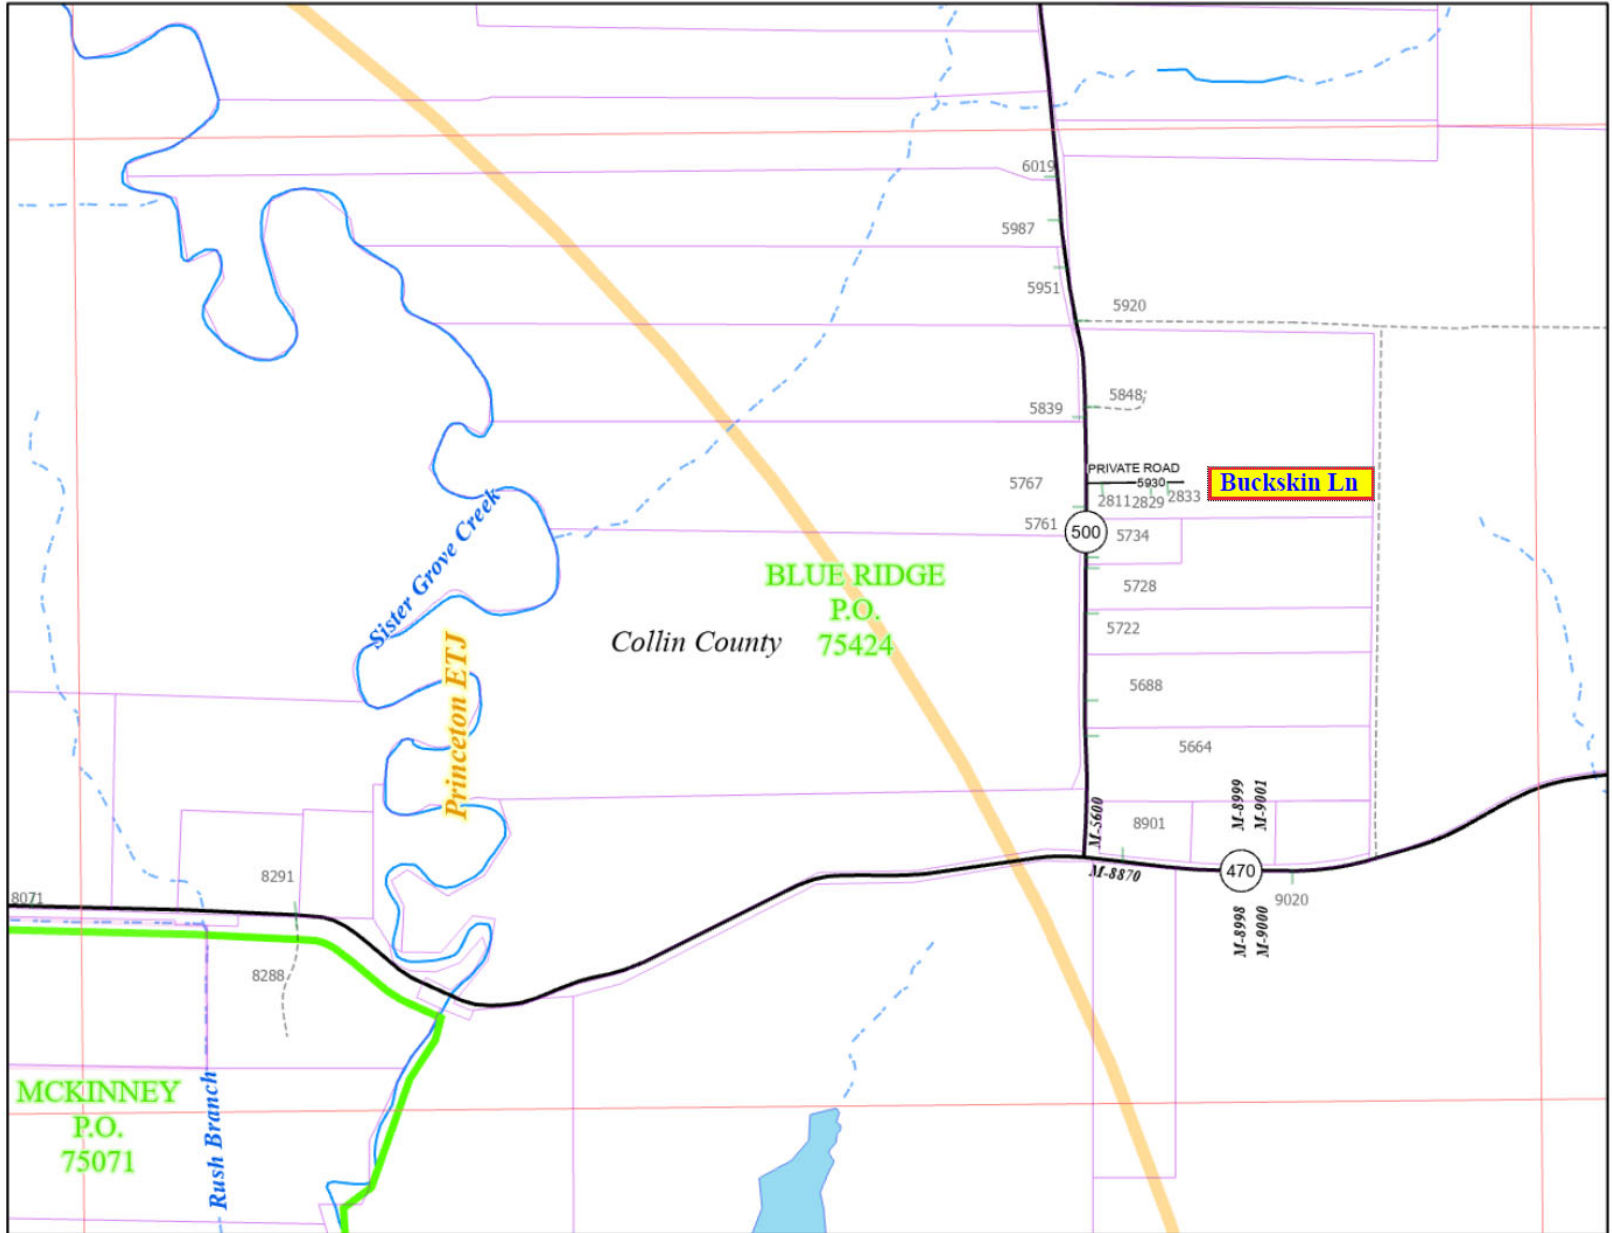 6019
5987
5951
5920
5848
5839
PRIVATE ROAD
5930
Buckskin Ln
5767
2811
2829
2833
5761
500
5734
Sister Grove Creek
BLUE RIDGE
P.O.
75424
5728
5722
Collin County
Princeton ETJ
5688
5664
M-5600
8901
M-8999
M-9001
M-8870
470
8291
8071
9020
M-8998
M-9000
8288
MCKINNEY
P.O.
75071
Rush Branch